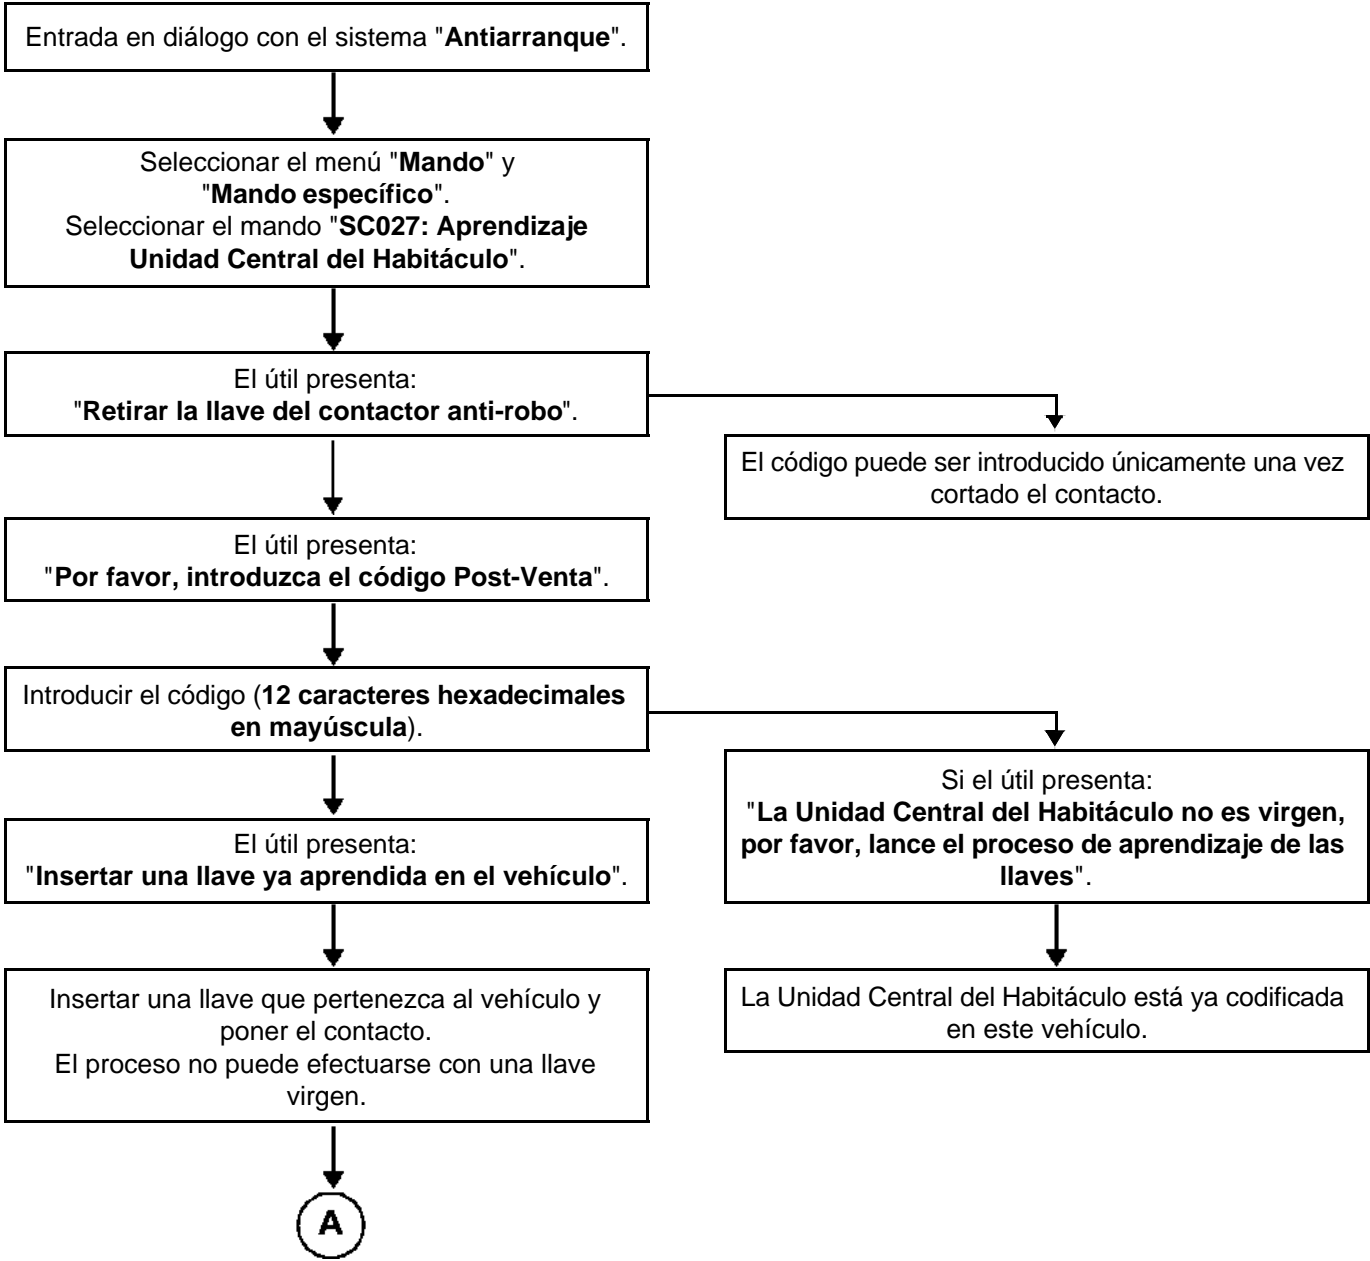 Entrada en diálogo con el sistema "Antiarranque".
Seleccionar el menú "Mando" y
"Mando específico".
Seleccionar el mando "SC027: Aprendizaje
Unidad Central del Habitáculo".
El útil presenta:
"Retirar la llave del contactor anti-robo".
El código puede ser introducido únicamente una vez
cortado el contacto.
El útil presenta:
"Por favor, introduzca el código Post-Venta".
Introducir el código (12 caracteres hexadecimales
en mayúscula).
Si el útil presenta:
"La Unidad Central del Habitáculo no es virgen,
por favor, lance el proceso de aprendizaje de las
llaves".
El útil presenta:
"Insertar una llave ya aprendida en el vehículo".
Insertar una llave que pertenezca al vehículo y
poner el contacto.
El proceso no puede efectuarse con una llave
virgen.
La Unidad Central del Habitáculo está ya codificada
en este vehículo.
A